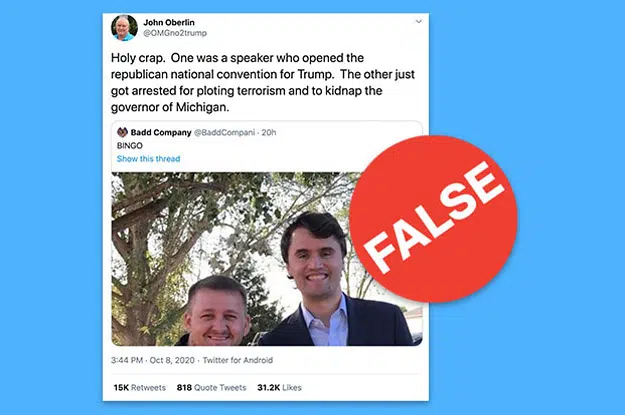 John Oberlin
@OMGno2trump
Holy crap. One was a speaker who opened the
republican national convention for Trump. The other just
got arrested for ploting terrorism and to kidnap the
governor of Michigan.
Badd Company @BaddCompani · 20h
BINGO
Show this thread
FALSE
3:44 PM · Oct 8, 2020 · Twitter for Android
15K Retweets 818 Quote Tweets 31.2K Likes